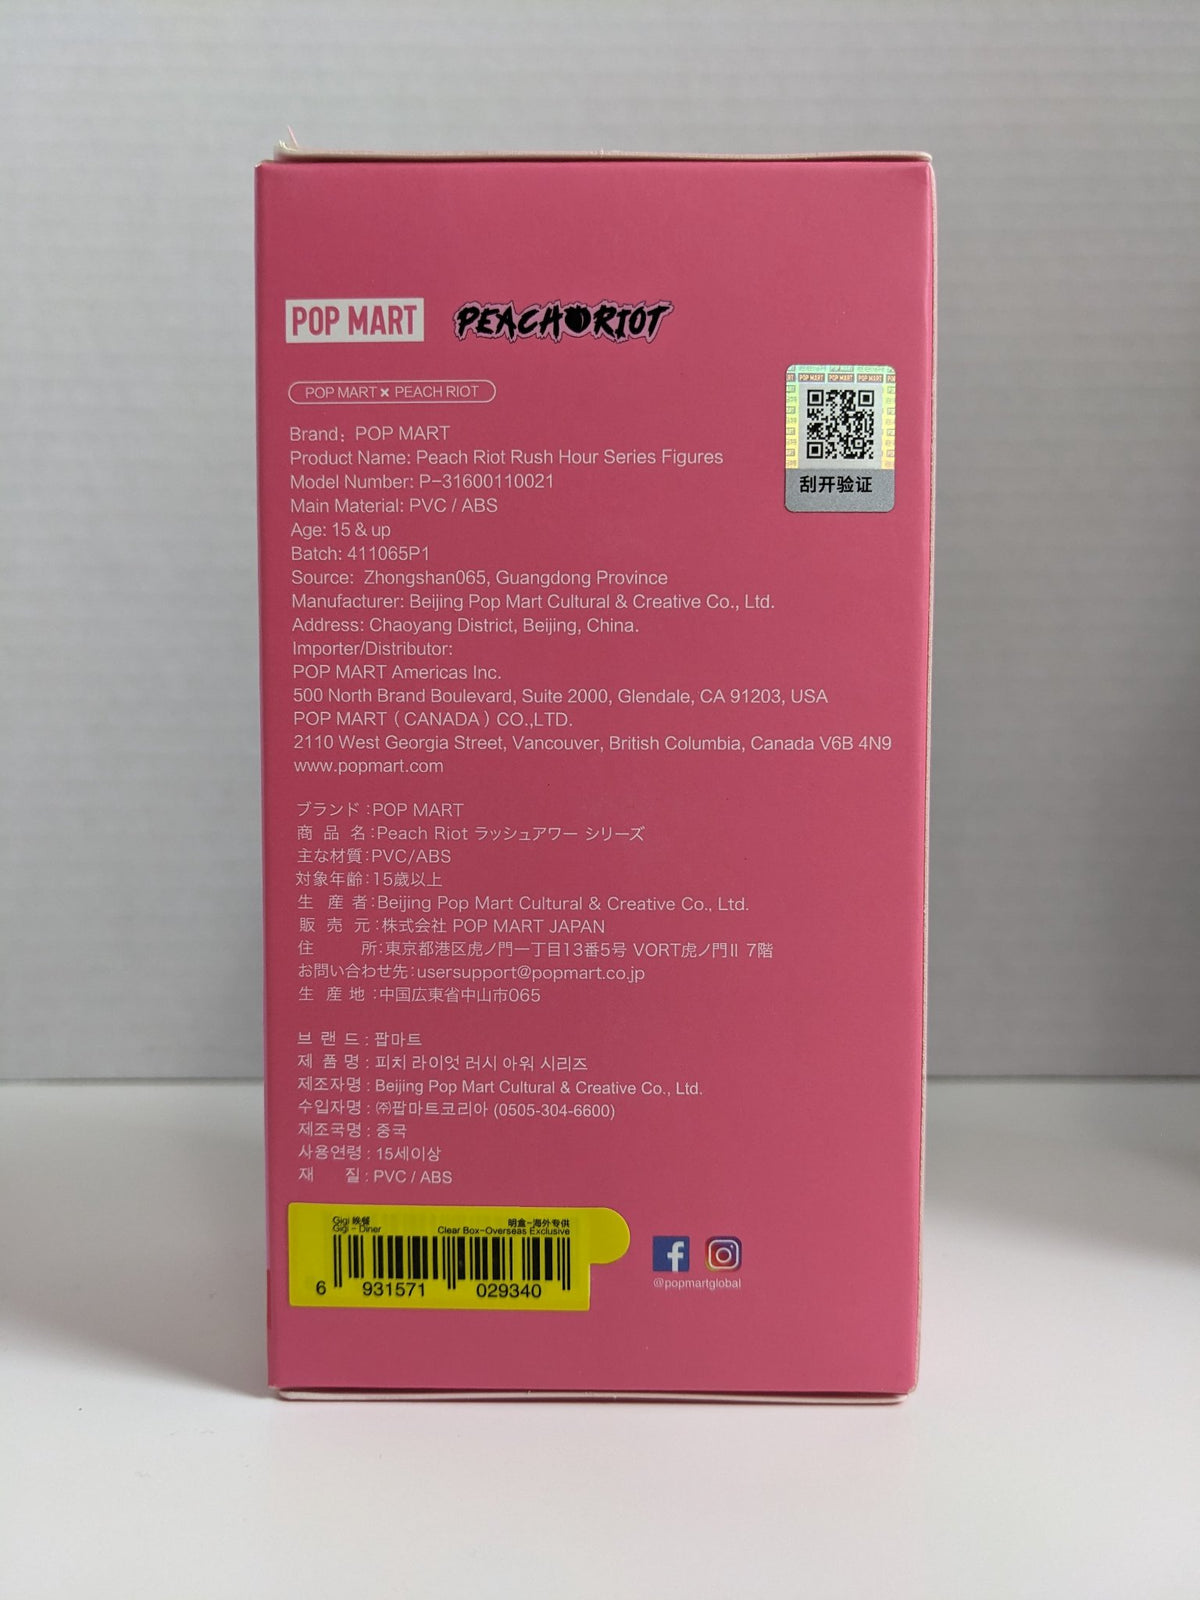 POP MART
PEACH RIOT
POP MART × PEACH RIOT
POP MART POP MART POP MART
刮开验证
Brand: POP MART
Product Name: Peach Riot Rush Hour Series Figures
Model Number: P-31600110021
Main Material: PVC / ABS
Age: 15 & up
Batch: 411065P1
Source: Zhongshan065, Guangdong Province
Manufacturer: Beijing Pop Mart Cultural & Creative Co., Ltd.
Address: Chaoyang District, Beijing, China.
Importer/Distributor:
POP MART Americas Inc.
500 North Brand Boulevard, Suite 2000, Glendale, CA 91203, USA
POP MART (CANADA) CO.,LTD.
2110 West Georgia Street, Vancouver, British Columbia, Canada V6B 4N9
www.popmart.com
ブランド:POP MART
商 品 名:Peach Riot ラッシュアワー シリーズ
主な材質:PVC/ABS
対象年齢:15歳以上
生 産 者:Beijing Pop Mart Cultural & Creative Co., Ltd.
販 売 元:株式会社 POP MART JAPAN
住 所:東京都港区虎ノ門一丁目13番5号 VORT虎ノ門II 7階
お問い合わせ先:usersupport@popmart.co.jp
生 産 地:中国広東省中山市065
브 랜 드 : 팝마트
제 품 명 : 피치 라이엇 러시 아워 시리즈
제조자명 : Beijing Pop Mart Cultural & Creative Co., Ltd.
수입자명 : ㈜팝마트코리아 (0505-304-6600)
제조국명 : 중국
사용연령 : 15세이상
재 질 : PVC / ABS
Gigi 晚餐 明盒-海外专供
Gigi - Diner Clear Box-Overseas Exclusive
6 931571 029340
@popmartglobal